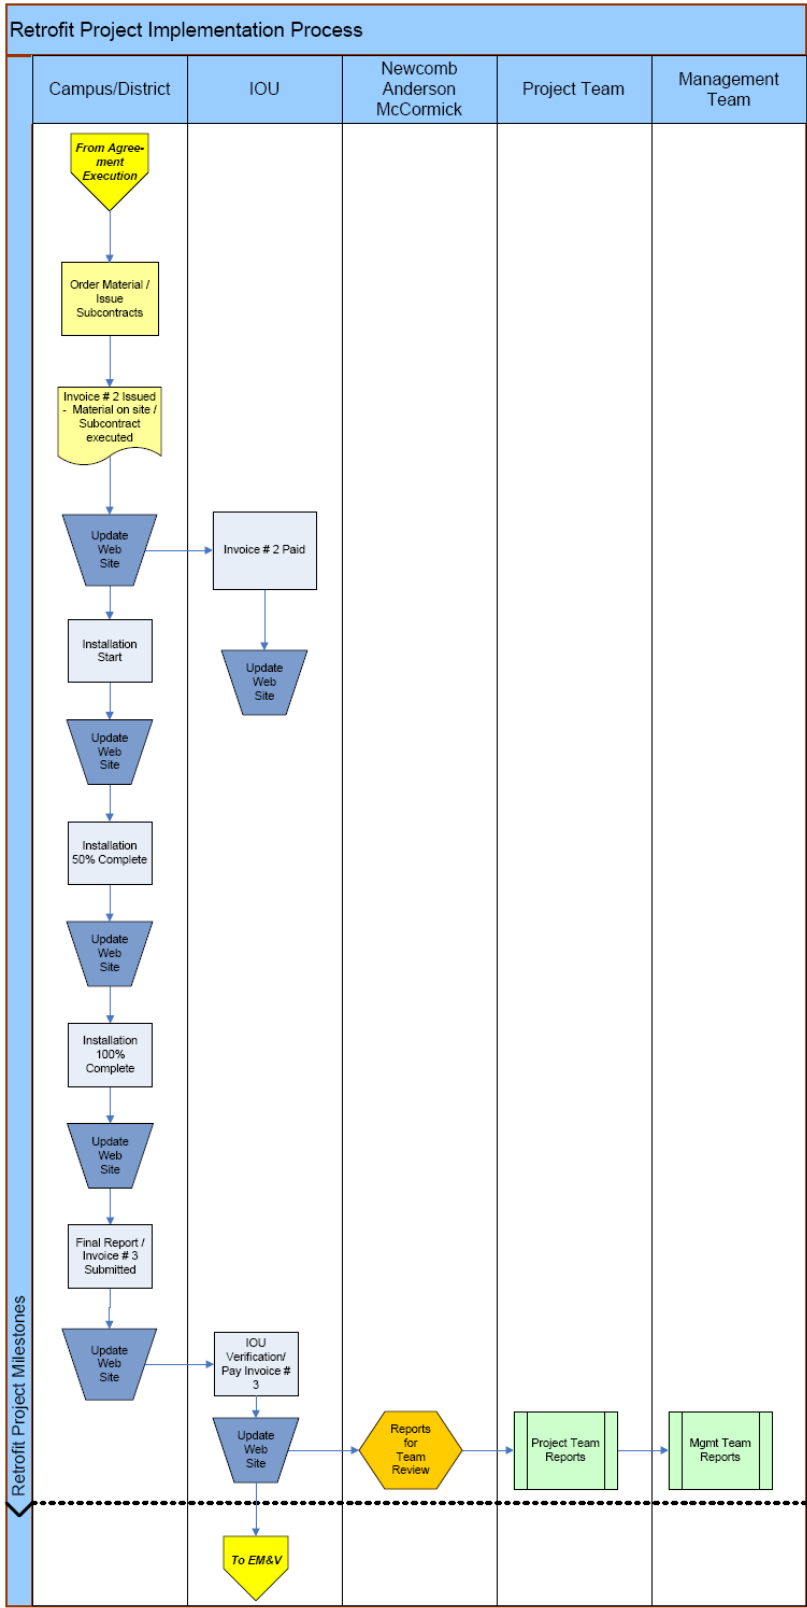 Retrofit Project Implementation Process
Campus/District
IOU
Newcomb
Anderson
McCormick
Project Team
Management
Team
From Agree-
ment
Execution
Order Material /
Issue
Subcontracts
Invoice # 2 Issued
- Material on site /
Subcontract
executed
Update
Web
Site
Invoice # 2 Paid
Installation
Start
Update
Web
Site
Update
Web
Site
Installation
50% Complete
Update
Web
Site
Installation
100%
Complete
Update
Web
Site
Final Report /
Invoice # 3
Submitted
Update
Web
Site
IOU
Verification/
Pay Invoice #
3
Update
Web
Site
Reports
for
Team
Review
Project Team
Reports
Mgmt Team
Reports
To EM&V
Retrofit Project Milestones